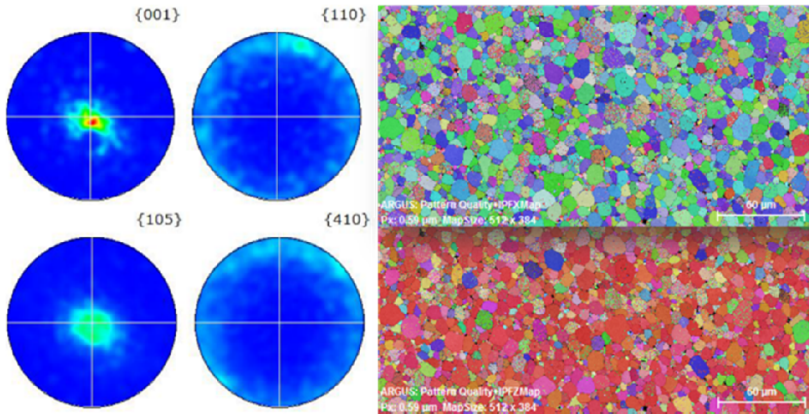 {001}
{110}
{105}
{410}
ARGUS: Pattern Quality+IPFXMap
Px: 0.59 µm MapSize: 512 x 384
60 µm
ARGUS: Pattern Quality+IPFZMap
Px: 0.59 µm MapSize: 512 x 384
60 µm